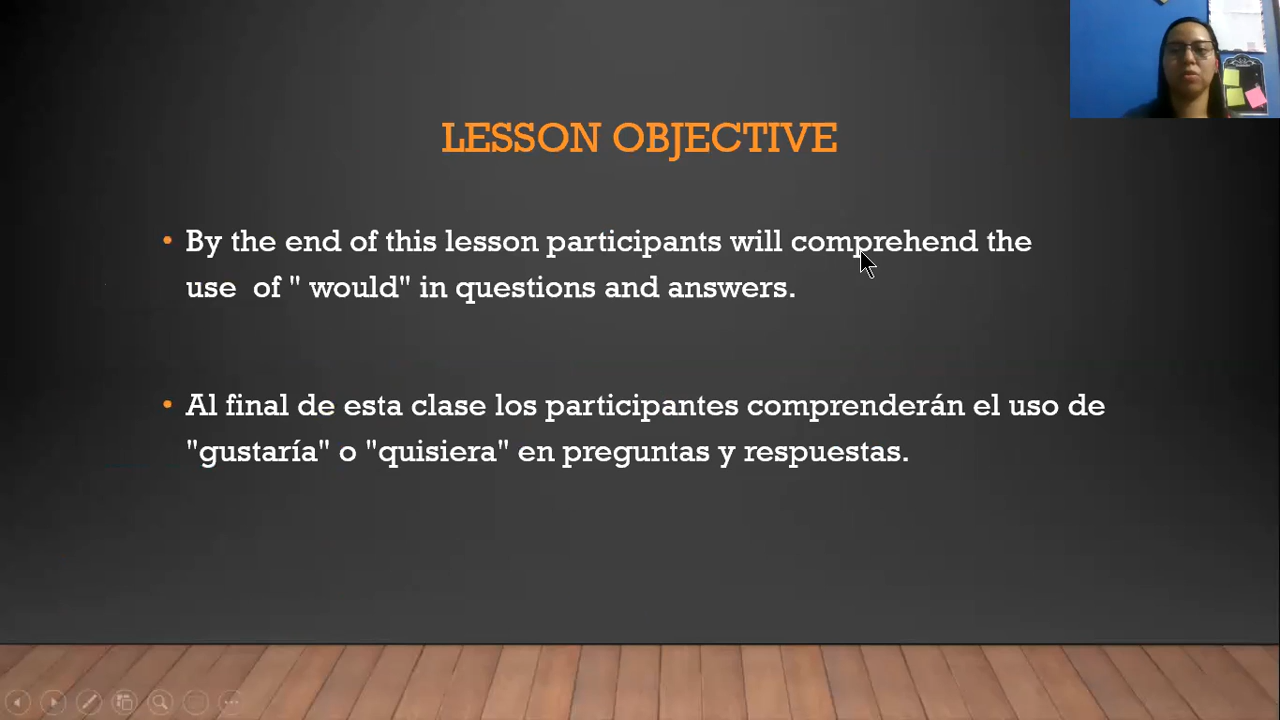 LESSON OBJECTIVE
• By the end of this lesson participants will comprehend the
use  of " would" in questions and answers.
• Al final de esta clase los participantes comprenderán el uso de
"gustaría" o "quisiera" en preguntas y respuestas.